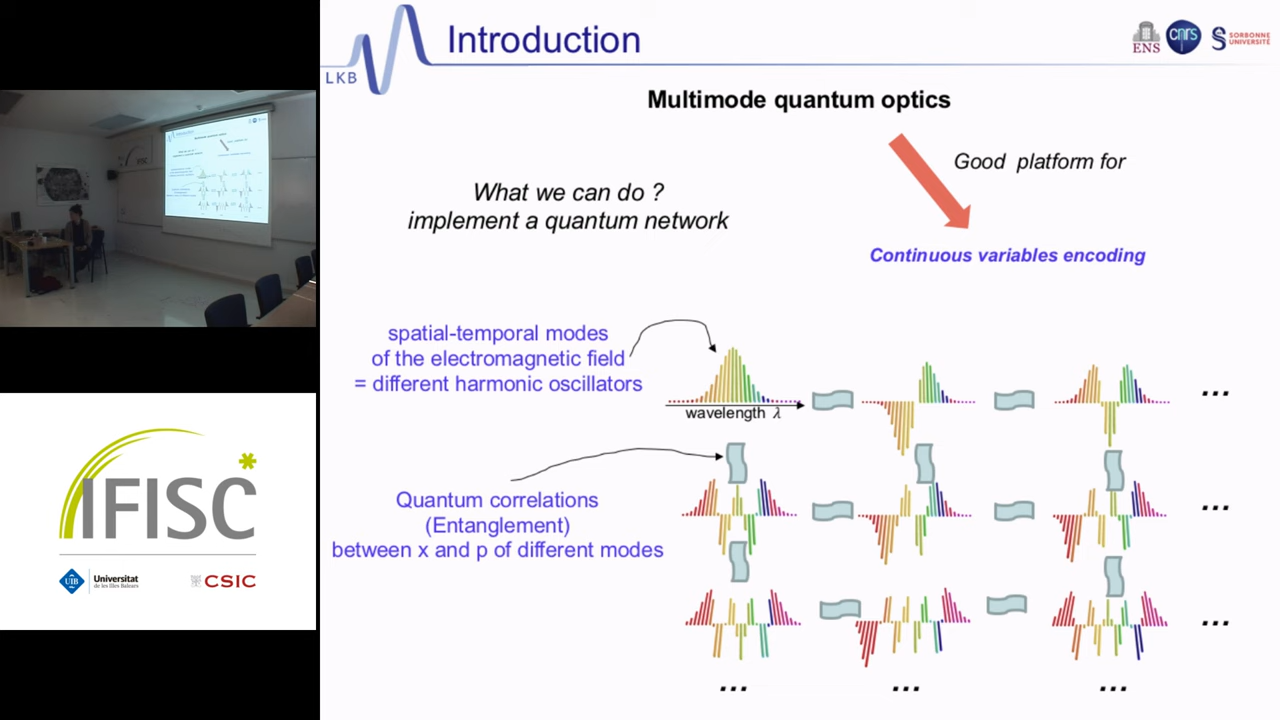 Introduction
LKB
ENS
cnrs
SORBONNE
UNIVERSITÉ
Multimode quantum optics
Good platform for
What we can do ?
implement a quantum network
Continuous variables encoding
spatial-temporal modes
of the electromagnetic field
= different harmonic oscillators
wavelength λ
...
Quantum correlations
(Entanglement)
between x and p of different modes
...
...
... ... ...
IFISC
UIB
Universitat
de les Illes Balears
CSIC